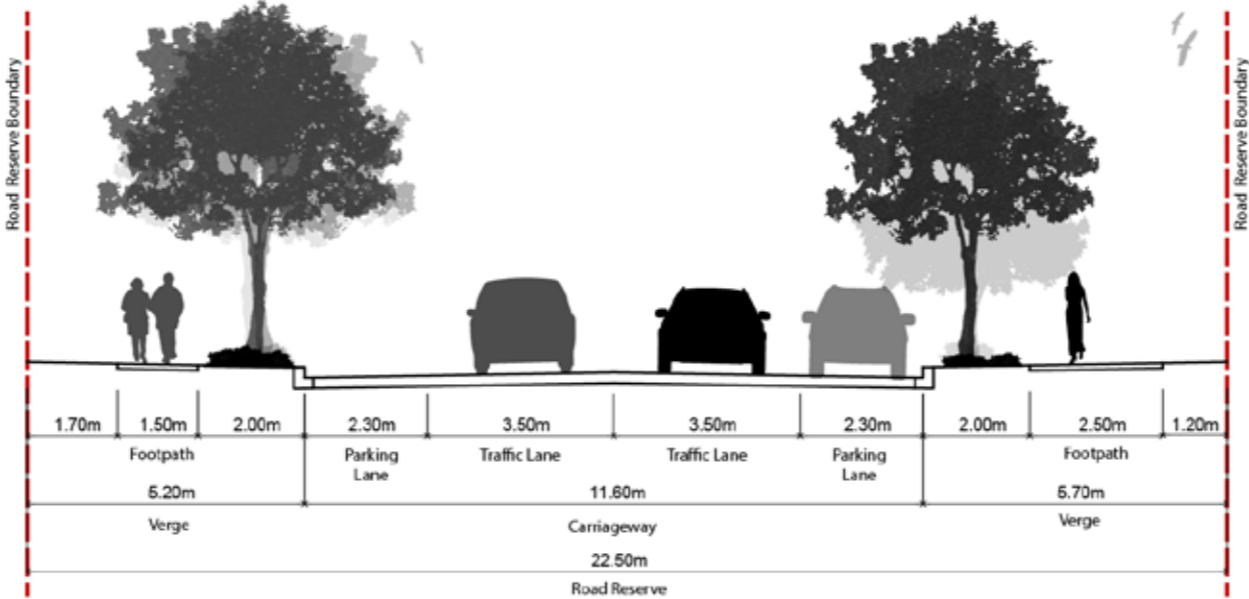 Road Reserve Boundary
Road Reserve Boundary
1.70m 1.50m 2.00m 2.30m 3.50m 3.50m 2.30m 2.00m 2.50m 1.20m
Footpath Parking Lane Traffic Lane Traffic Lane Parking Lane Footpath
5.20m 11.60m 5.70m
Verge Carriageway Verge
22.50m
Road Reserve